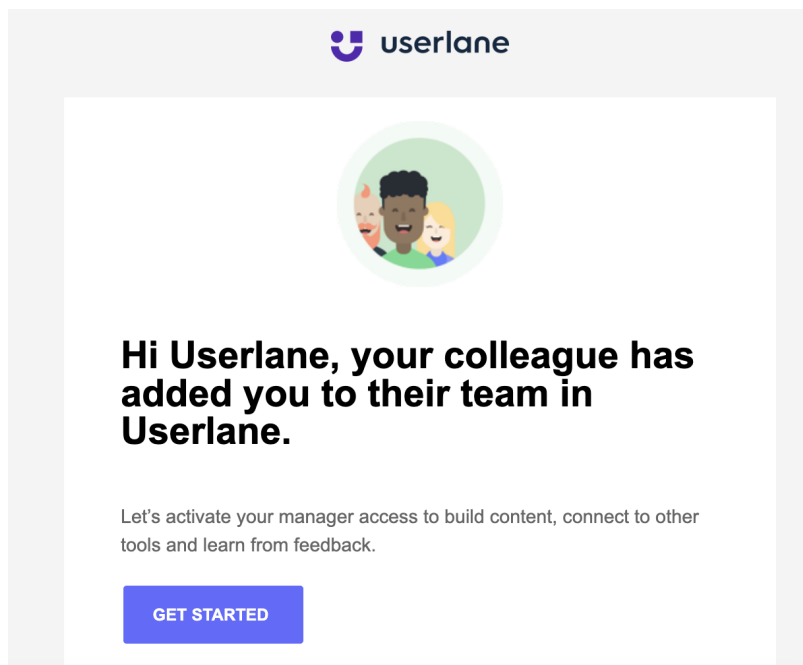 userlane
Hi Userlane, your colleague has
added you to their team in
Userlane.
Let’s activate your manager access to build content, connect to other
tools and learn from feedback.
GET STARTED